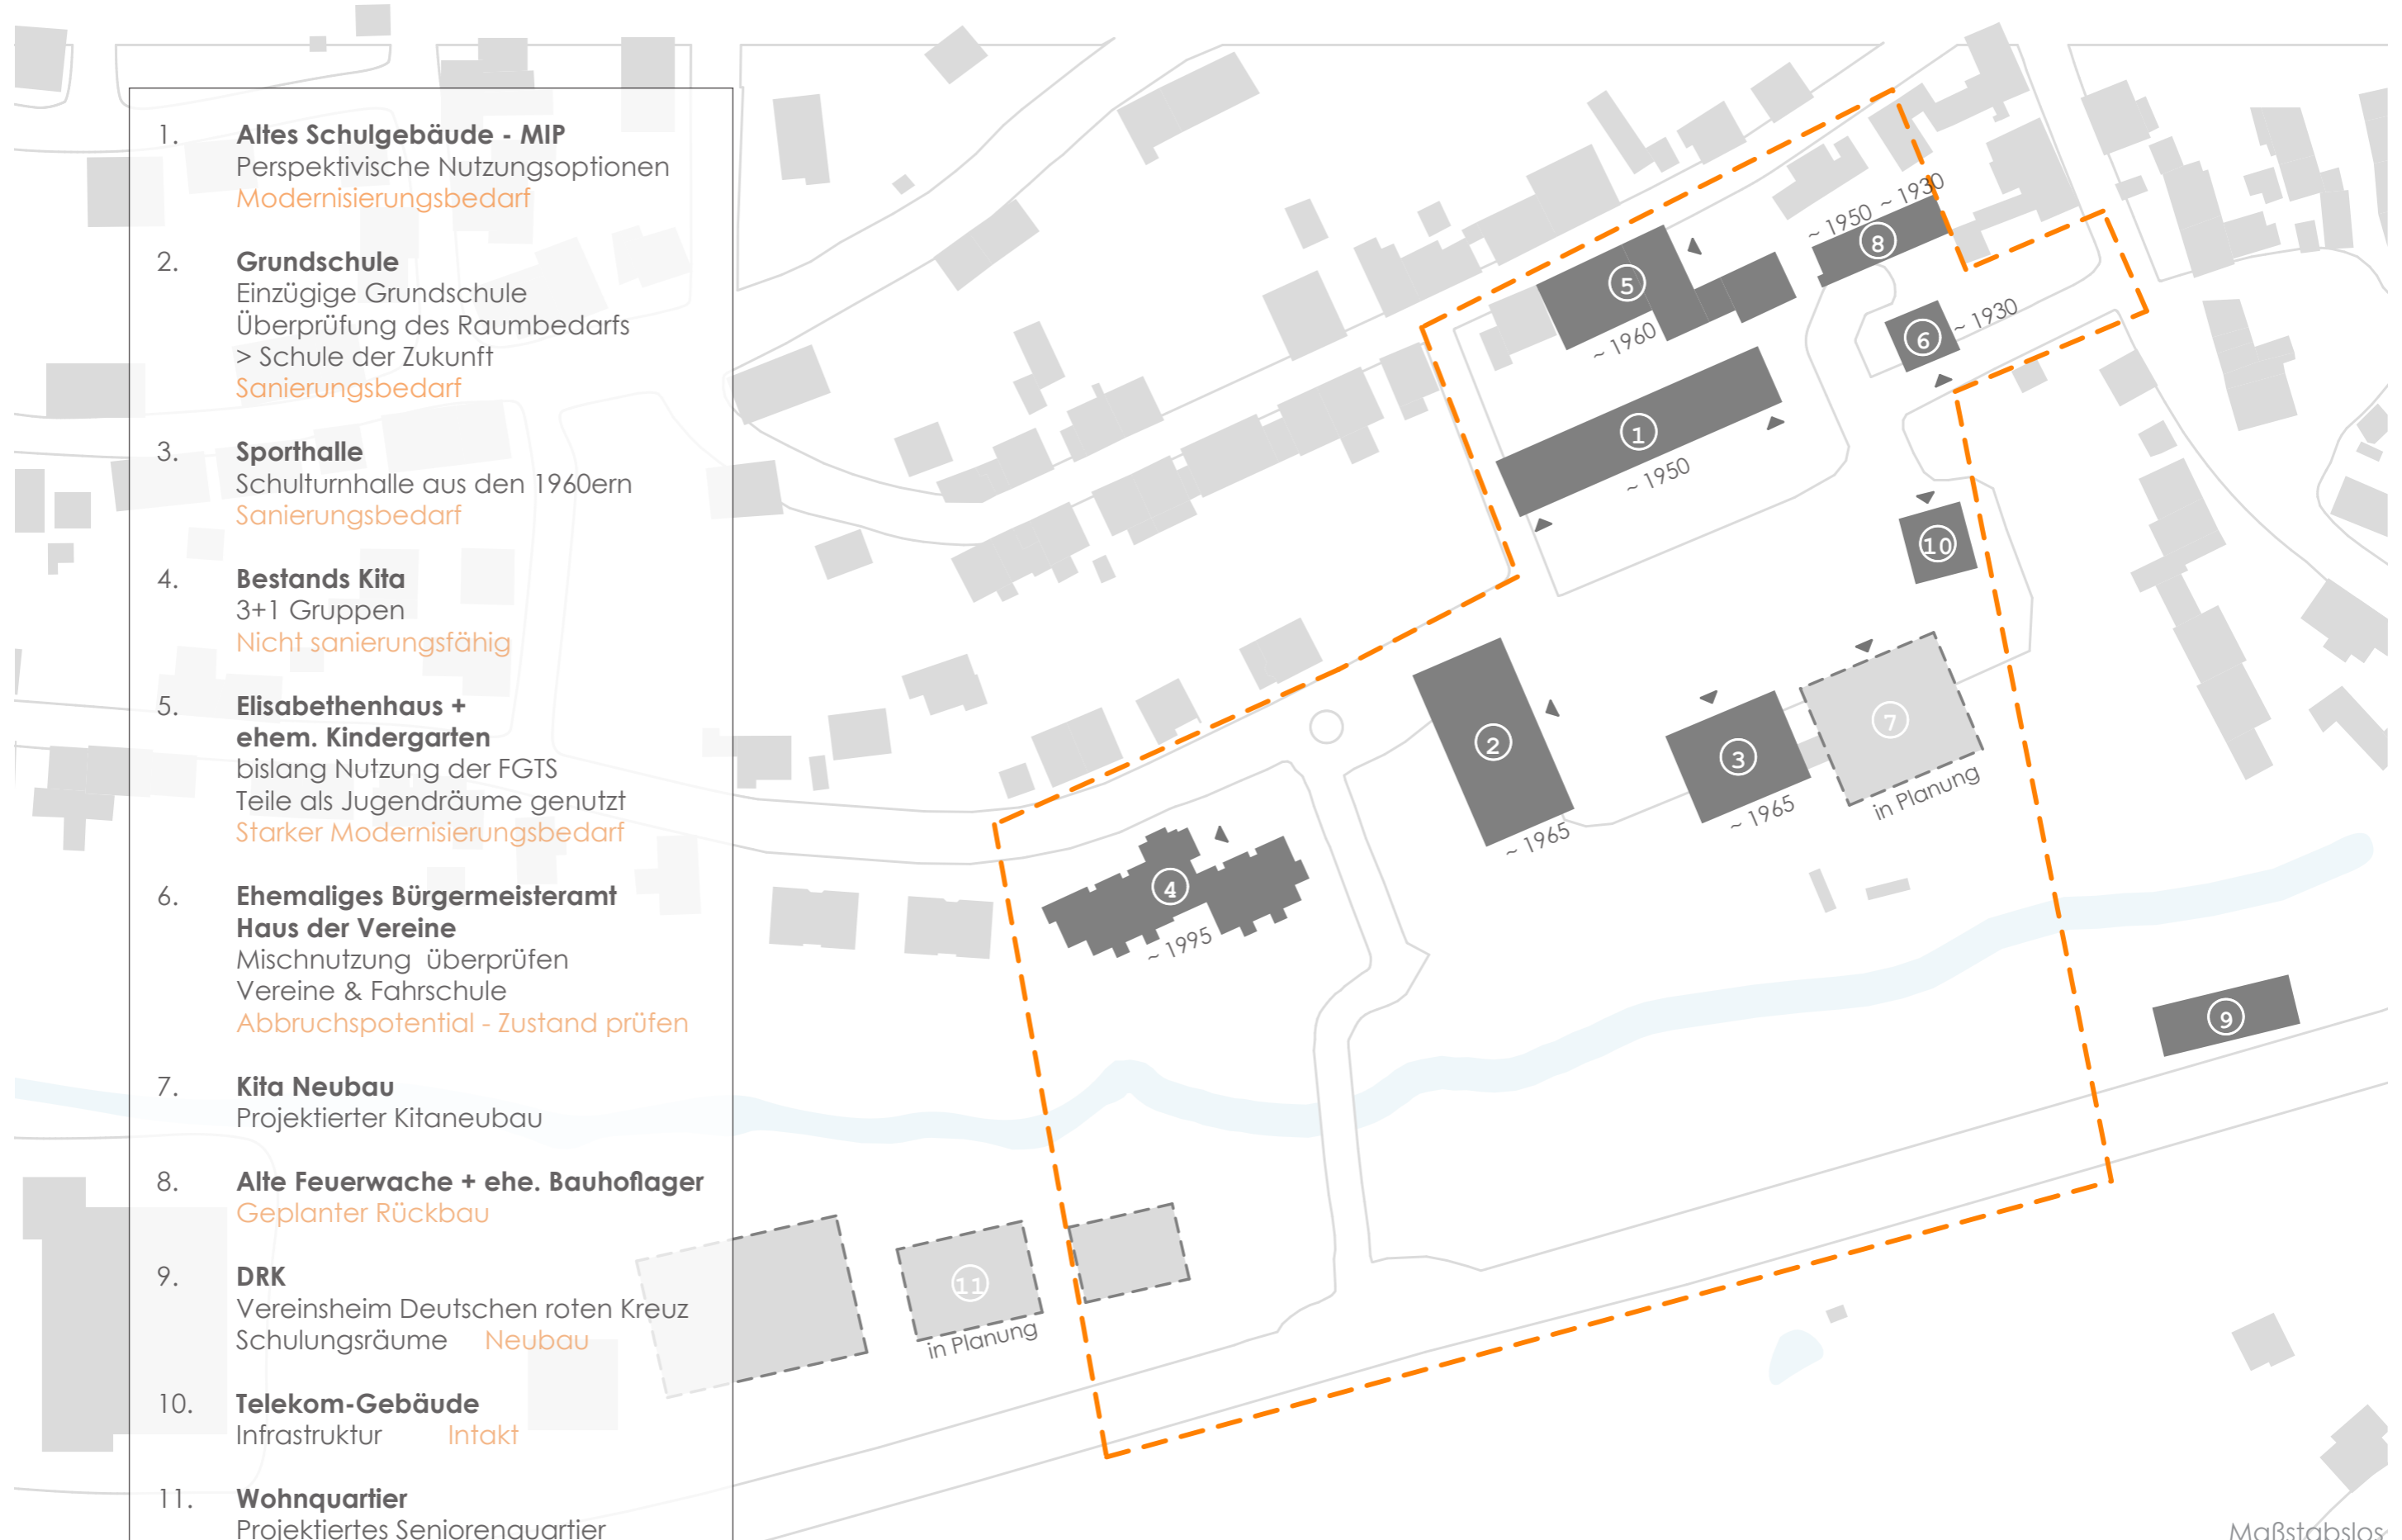 1. Altes Schulgebäude - MIP
Perspektivische Nutzungsoptionen
Modernisierungsbedarf
2. Grundschule
Einzügige Grundschule
Überprüfung des Raumbedarfs
> Schule der Zukunft
Sanierungsbedarf
3. Sporthalle
Schulturnhalle aus den 1960ern
Sanierungsbedarf
4. Bestands Kita
3+1 Gruppen
Nicht sanierungsfähig
5. Elisabethenhaus +
ehem. Kindergarten
bislang Nutzung der FGTS
Teile als Jugendräume genutzt
Starker Modernisierungsbedarf
6. Ehemaliges Bürgermeisteramt
Haus der Vereine
Mischnutzung überprüfen
Vereine & Fahrschule
Abbruchspotential - Zustand prüfen
7. Kita Neubau
Projektierter Kitaneubau
8. Alte Feuerwache + ehe. Bauhoflager
Geplanter Rückbau
9. DRK
Vereinsheim Deutschen roten Kreuz
Schulungsräume Neubau
10. Telekom-Gebäude
Infrastruktur Intakt
11. Wohnquartier
Projektiertes Seniorenquartier
~ 1950 ~ 1930
8
5
~ 1960
6
~ 1930
1
~ 1950
10
2
~ 1965
3
~ 1965
7
in Planung
4
~ 1995
9
11
in Planung
Maßstabslos